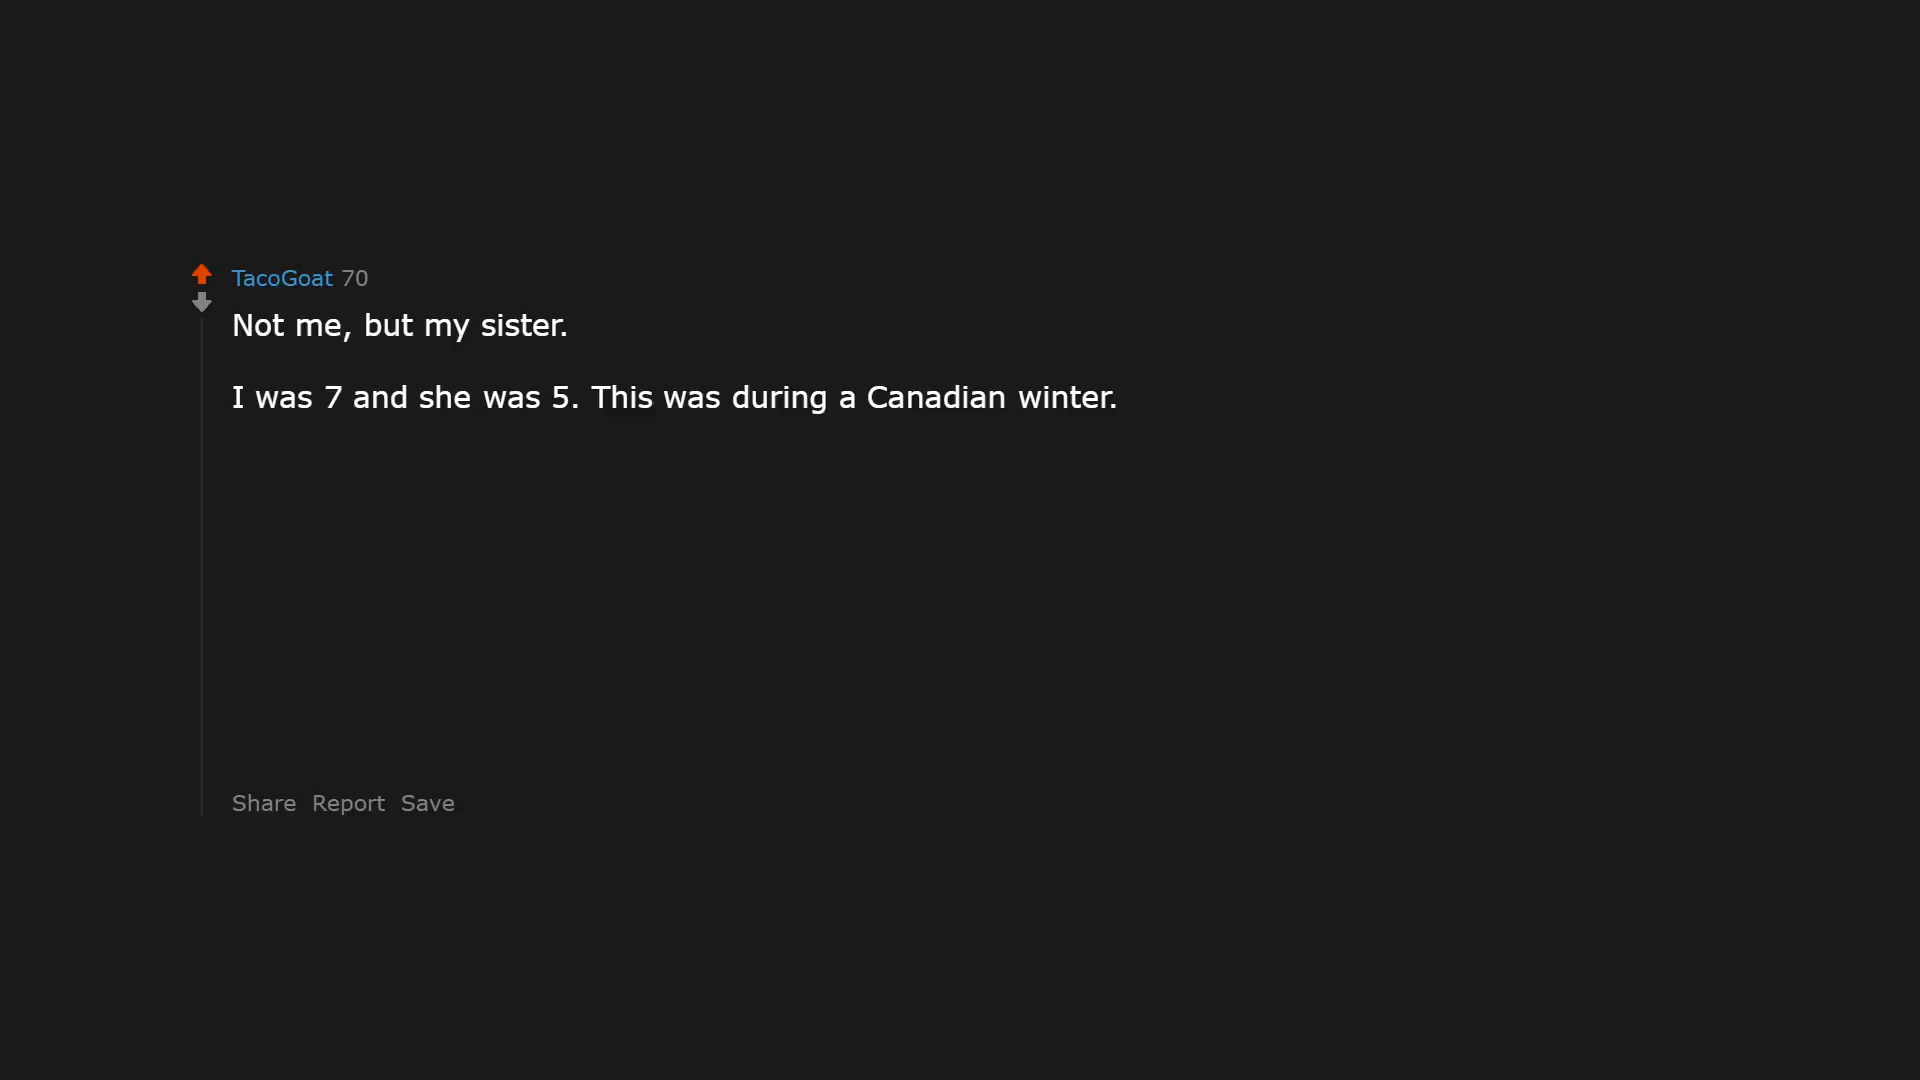 TacoGoat 70
Not me, but my sister.
I was 7 and she was 5. This was during a Canadian winter.
Share Report Save